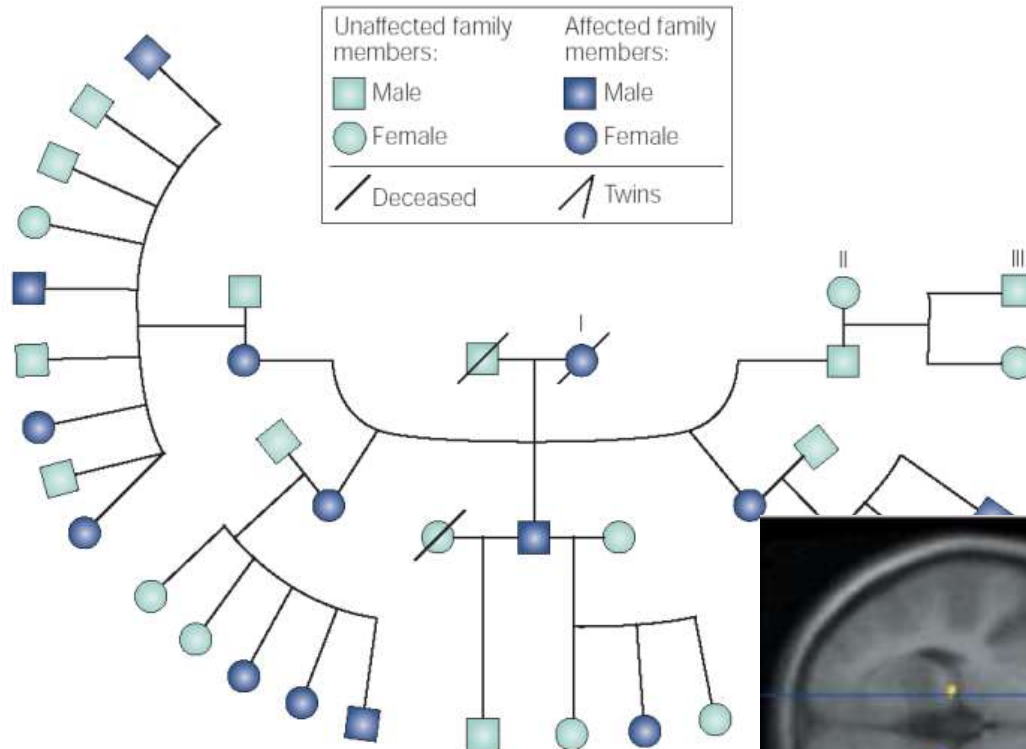 Unaffected family
members:
Affected family
members:
Male
Male
Female
Female
Deceased
Twins
II
III
I